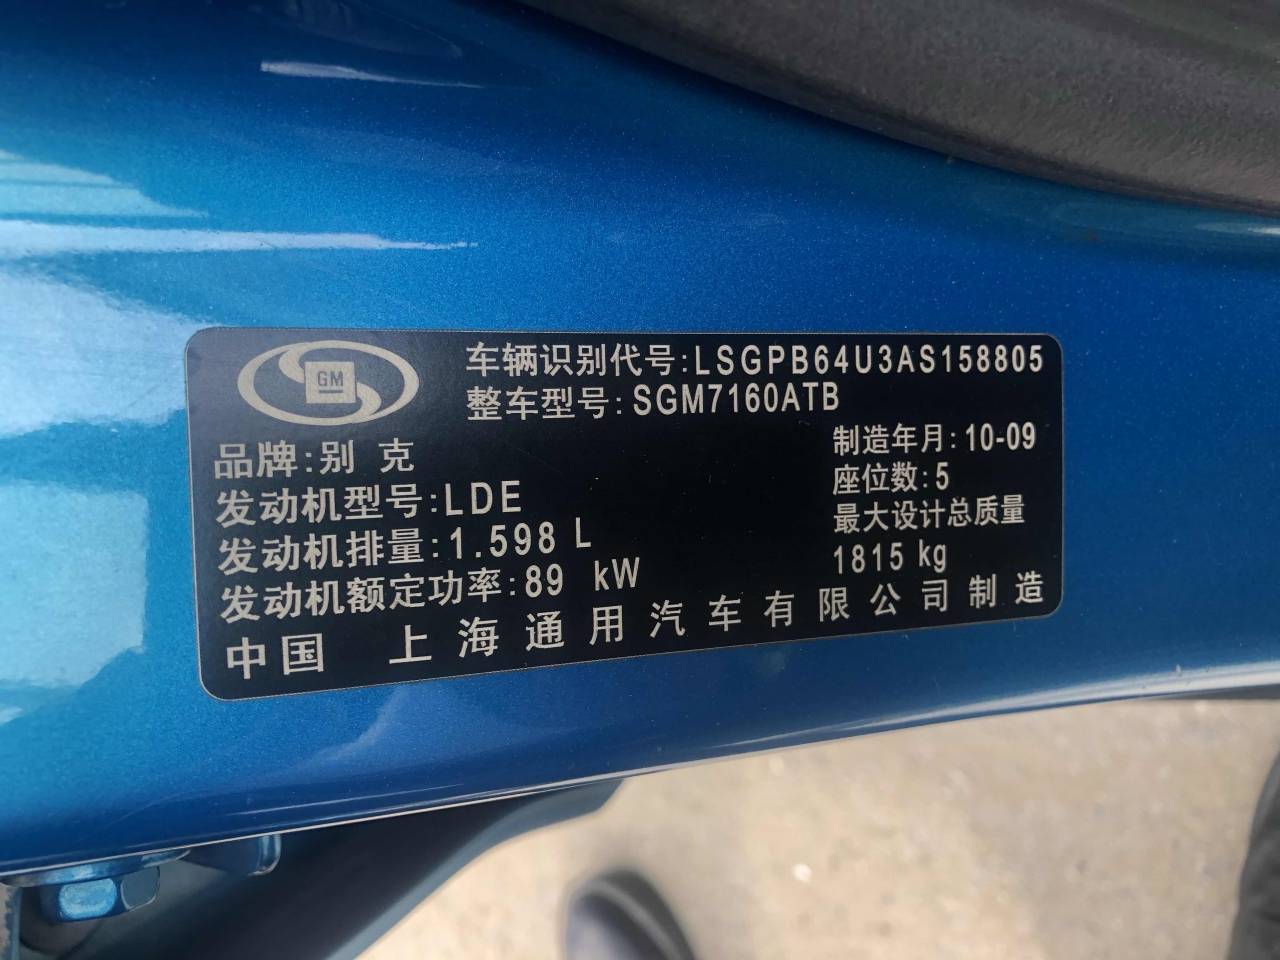 GM
车辆识别代号:LSGPB64U3AS158805
整车型号:SGM7160ATB
品牌:别 克
制造年月:10-09
发动机型号:LDE
座位数:5
发动机排量:1.598 L
最大设计总质量
1815 kg
发动机额定功率:89 kW
中国 上海通用汽车有限公司制造